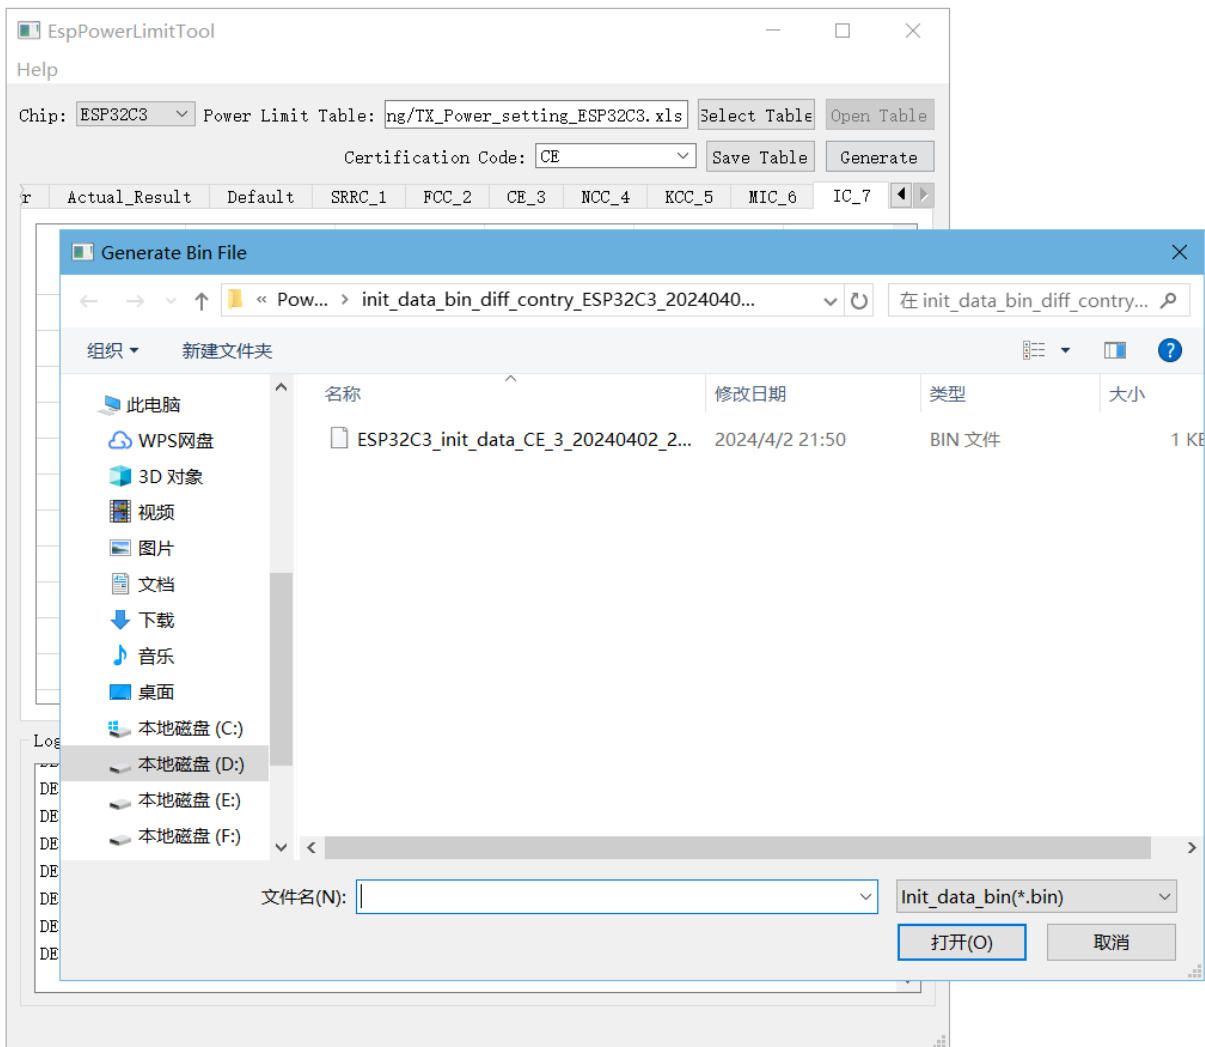 EspPowerLimitTool
Help
Chip: ESP32C3 Power Limit Table: ng/TX_Power_setting_ESP32C3.xls Select Table Open Table
Certification Code: CE Save Table Generate
r Actual_Result Default SRRC_1 FCC_2 CE_3 NCC_4 KCC_5 MIC_6 IC_7
Generate Bin File
« Pow... › init_data_bin_diff_contry_ESP32C3_2024040... 在 init_data_bin_diff_contry...
组织 新建文件夹
名称 修改日期 类型 大小
ESP32C3_init_data_CE_3_20240402_2... 2024/4/2 21:50 BIN 文件 1 KE
此电脑
WPS网盘
3D 对象
视频
图片
文档
下载
音乐
桌面
本地磁盘 (C:)
本地磁盘 (D:)
本地磁盘 (E:)
本地磁盘 (F:)
Log
DE
DE
DE
DE
DE
DE
DE
文件名(N): Init_data_bin(*.bin)
打开(O) 取消